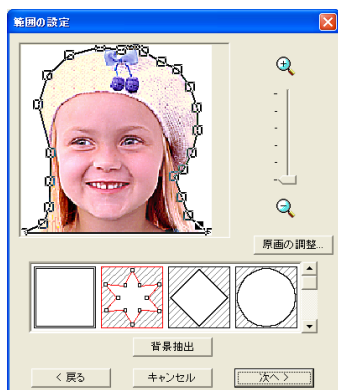 範囲の設定
原画の調整...
背景抽出
< 戻る
キャンセル
次へ >